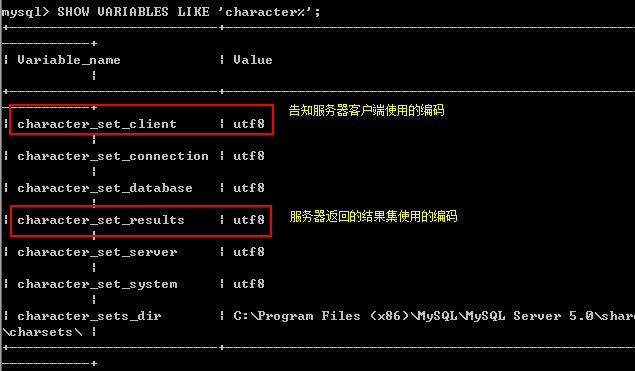 mysql> SHOW VARIABLES LIKE 'character%';
+--------------------------+------------------------------------------------
-----------+
| Variable_name            | Value
           |
+--------------------------+------------------------------------------------
-----------+
| character_set_client     | utf8 告知服务器客户端使用的编码
           |
| character_set_connection | utf8
           |
| character_set_database   | utf8
           |
| character_set_results    | utf8 服务器返回的结果集使用的编码
           |
| character_set_server     | utf8
           |
| character_set_system     | utf8
           |
| character_sets_dir       | C:\Program Files (x86)\MySQL\MySQL Server 5.0\shar
\charsets\ |
+--------------------------+------------------------------------------------
-----------+